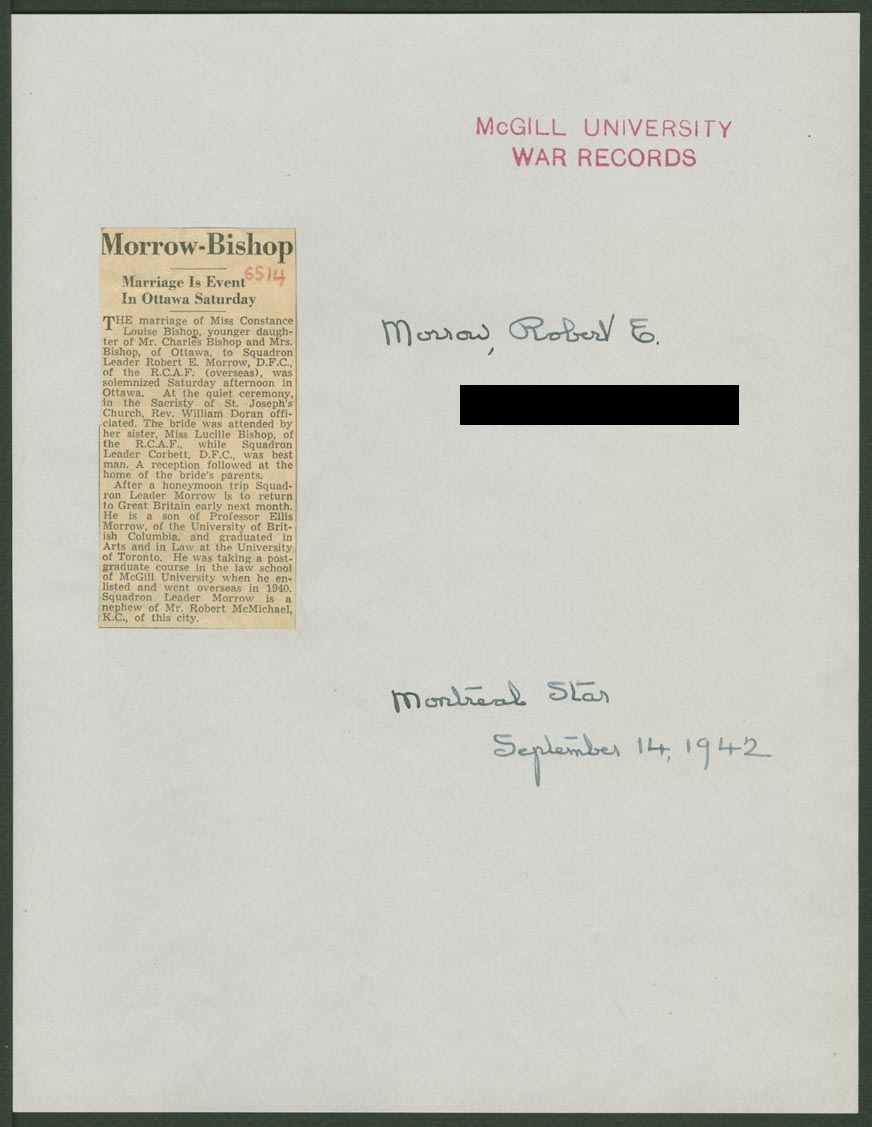 McGILL UNIVERSITY
WAR RECORDS
Morrow-Bishop
5514
Marriage Is Event
In Ottawa Saturday
THE marriage of Miss Constance
Louise Bishop, younger daugh-
ter of Mr. Charles Bishop and Mrs.
Bishop, of Ottawa, to Squadron
Leader Robert E. Morrow, D.F.C.,
of the R.C.A.F. (overseas), was
solemnized Saturday afternoon in
Ottawa. At the quiet ceremony,
in the Sacristy of St. Joseph's
Church, Rev. William Doran offi-
ciated. The bride was attended by
her sister, Miss Lucille Bishop, of
the R.C.A.F., while Squadron
Leader Corbett, D.F.C., was best
man. A reception followed at the
home of the bride's parents.
After a honeymoon trip Squad-
ron Leader Morrow is to return
to Great Britain early next month.
He is a son of Professor Ellis
Morrow, of the University of Brit-
ish Columbia, and graduated in
Arts and in Law at the University
of Toronto. He was taking a post-
graduate course in the law school
of McGill University when he en-
listed and went overseas in 1940.
Squadron Leader Morrow is a
nephew of Mr. Robert McMichael,
K.C., of this city.
Morrow, Robert E.
Montreal Star
September 14, 1942